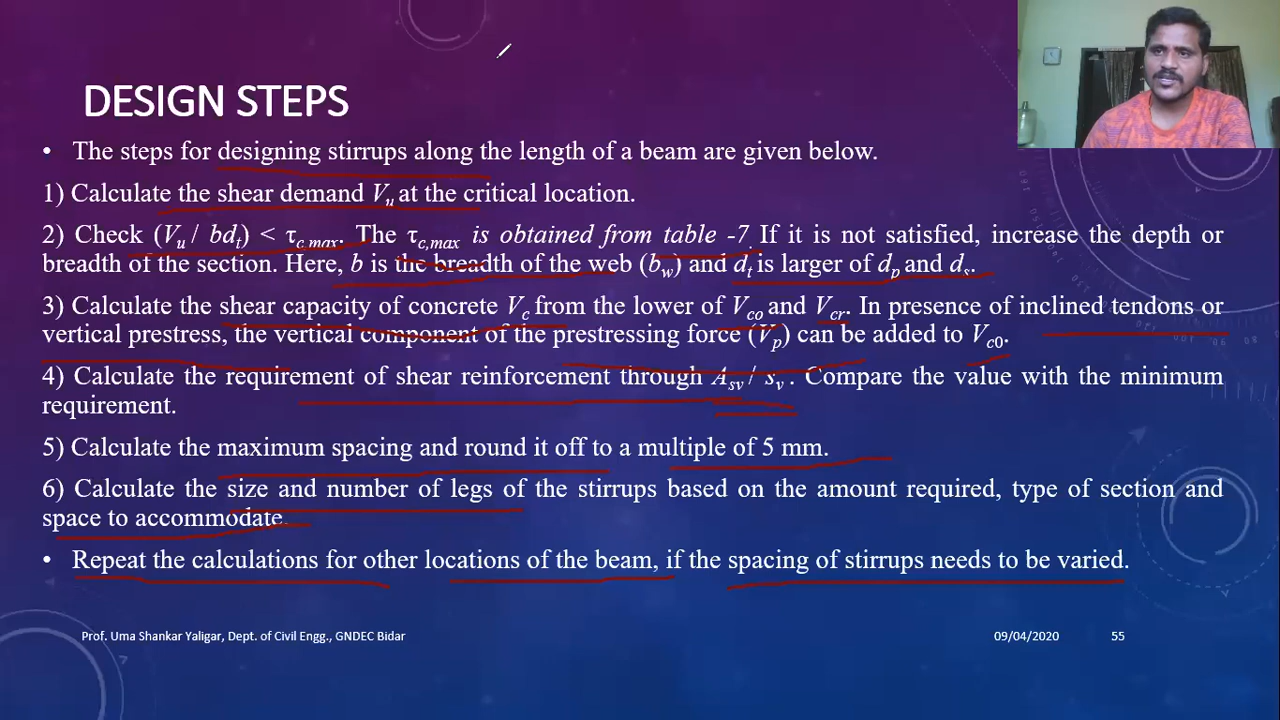 DESIGN STEPS
• The steps for designing stirrups along the length of a beam are given below.
1) Calculate the shear demand Vu at the critical location.
2) Check (Vu / bdt) < τc,max. The τc,max is obtained from table -7. If it is not satisfied, increase the depth or
breadth of the section. Here, b is the breadth of the web (bw) and dt is larger of dp and ds.
3) Calculate the shear capacity of concrete Vc from the lower of Vco and Vcr. In presence of inclined tendons or
vertical prestress, the vertical component of the prestressing force (Vp) can be added to Vc0.
4) Calculate the requirement of shear reinforcement through Asv / sv . Compare the value with the minimum
requirement.
5) Calculate the maximum spacing and round it off to a multiple of 5 mm.
6) Calculate the size and number of legs of the stirrups based on the amount required, type of section and
space to accommodate.
• Repeat the calculations for other locations of the beam, if the spacing of stirrups needs to be varied.
Prof. Uma Shankar Yaligar, Dept. of Civil Engg., GNDEC Bidar
09/04/2020
55